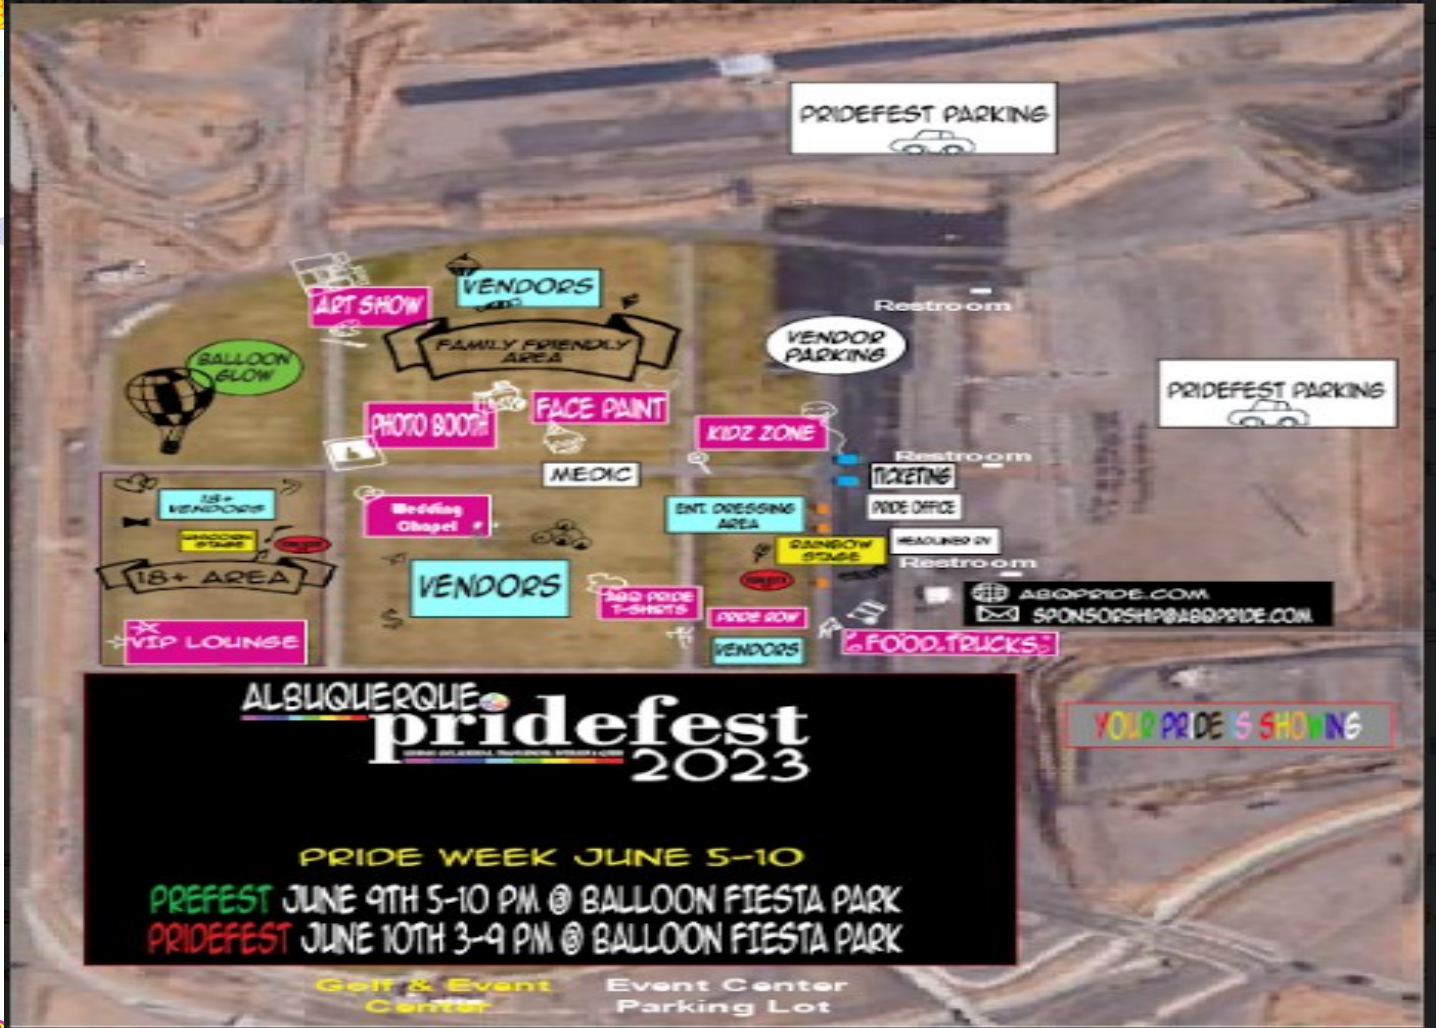 PRIDEFEST PARKING
VENDORS
ART SHOW
Restroom
FAMILY FRIENDLY
AREA
VENDOR
PARKING
BALLOON
GLOW
PRIDEFEST PARKING
PHOTO BOOTH
FACE PAINT
KIDZ ZONE
Restroom
MEDIC
TICKETING
18+
VENDORS
Wedding
Chapel
ENT. DRESSING
AREA
PRIDE OFFICE
UNICORN
STAGE
RAINBOW
STAGE
HEADLINER RV
Restroom
18+ AREA
VENDORS
ABQ PRIDE
T-SHIRTS
ABQPRIDE.COM
SPONSORSHIP@ABQPRIDE.COM
PRIDE ROW
VIP LOUNGE
VENDORS
FOOD TRUCKS
ALBUQUERQUE
pridefest
2023
YOUR PRIDE IS SHOWING
PRIDE WEEK JUNE 5-10
PREFEST JUNE 9TH 5-10 PM @ BALLOON FIESTA PARK
PRIDEFEST JUNE 10TH 3-9 PM @ BALLOON FIESTA PARK
Golf & Event
Center
Event Center
Parking Lot